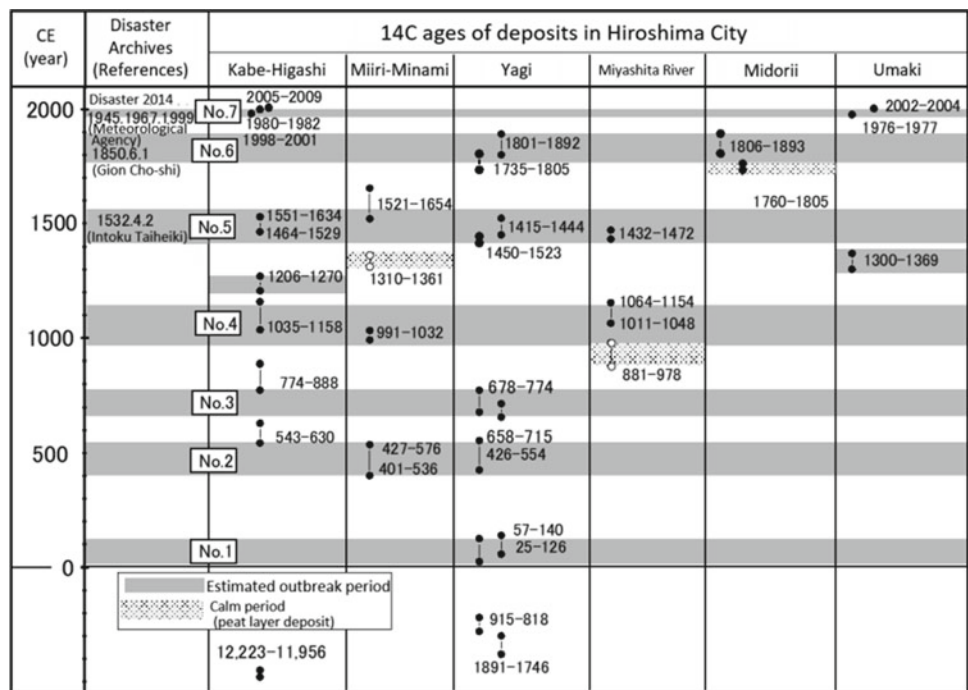 CE
(year)
Disaster
Archives
(References)
14C ages of deposits in Hiroshima City
Kabe-Higashi
Miiri-Minami
Yagi
Miyashita River
Midorii
Umaki
2000
1500
1000
500
0
Disaster 2014
1945.1967.1999
(Meteorological
Agency)
1850.6.1
(Gion Cho-shi)
1532.4.2
(Intoku Taiheiki)
No.7
No.6
No.5
No.4
No.3
No.2
No.1
2005-2009
1980-1982
1998-2001
1551-1634
1464-1529
1206-1270
1035-1158
774-888
543-630
12,223-11,956
1521-1654
1310-1361
991-1032
427-576
401-536
1801-1892
1735-1805
1415-1444
1450-1523
678-774
658-715
426-554
57-140
25-126
915-818
1891-1746
1432-1472
1064-1154
1011-1048
881-978
1806-1893
1760-1805
2002-2004
1976-1977
1300-1369
Estimated outbreak period
Calm period
(peat layer deposit)